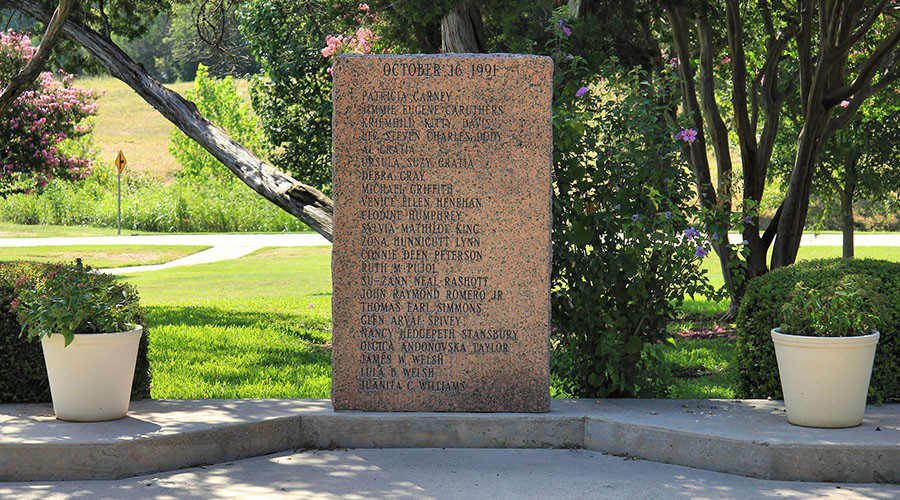 OCTOBER 16 1991
PATRICIA CARNEY
JIMMIE EUGENE CARUTHERS
KRIEMHILD KITTY DAVIS
LTC STEVEN CHARLES DODY
AL GRATIA
URSULA SUZY GRATIA
DEBRA GRAY
MICHAEL GRIFFITH
VENICE ELLEN HENEHAN
CLODINE HUMPHREY
SYLVIA MATHILDE KING
ZONA HUNNICUTT LYNN
CONNIE DEEN PETERSON
RUTH M PUJOL
SU-ZANN NEAL RASHOTT
JOHN RAYMOND ROMERO JR
THOMAS EARL SIMMONS
GLEN ARVAL SPIVEY
NANCY HEDGEPETH STANSBURY
OLGICA ANDONOVSKA TAYLOR
JAMES W WELSH
LULA B WELSH
JUANITA C WILLIAMS